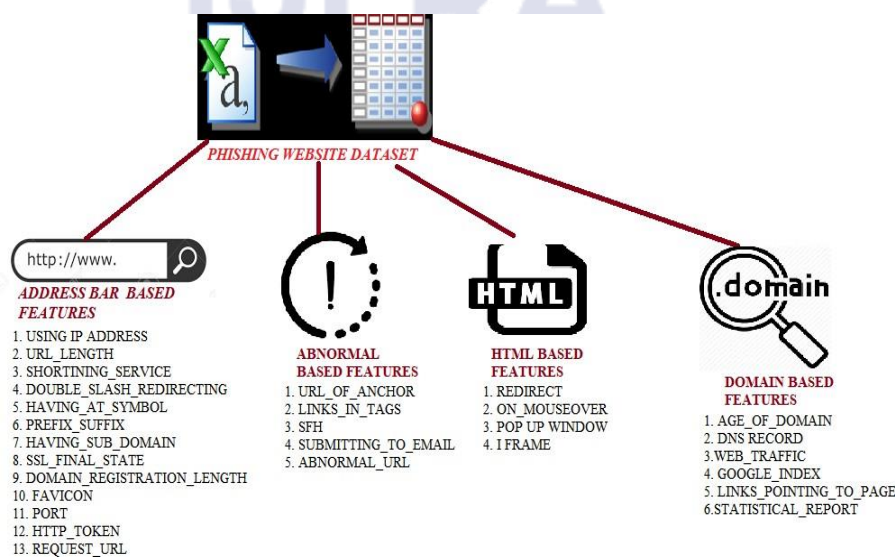 a,
PHISHING WEBSITE DATASET
http://www.
ADDRESS BAR BASED
FEATURES
1. USING IP ADDRESS
2. URL_LENGTH
3. SHORTINING_SERVICE
4. DOUBLE_SLASH_REDIRECTING
5. HAVING_AT_SYMBOL
6. PREFIX_SUFFIX
7. HAVING_SUB_DOMAIN
8. SSL_FINAL_STATE
9. DOMAIN_REGISTRATION_LENGTH
10. FAVICON
11. PORT
12. HTTP_TOKEN
13. REQUEST_URL
!
ABNORMAL
BASED FEATURES
1. URL_OF_ANCHOR
2. LINKS_IN_TAGS
3. SFH
4. SUBMITTING_TO_EMAIL
5. ABNORMAL_URL
HTML
HTML BASED
FEATURES
1. REDIRECT
2. ON_MOUSEOVER
3. POP UP WINDOW
4. I FRAME
.domain
DOMAIN BASED
FEATURES
1. AGE_OF_DOMAIN
2. DNS RECORD
3.WEB_TRAFFIC
4. GOOGLE_INDEX
5. LINKS_POINTING_TO_PAGE
6.STATISTICAL_REPORT